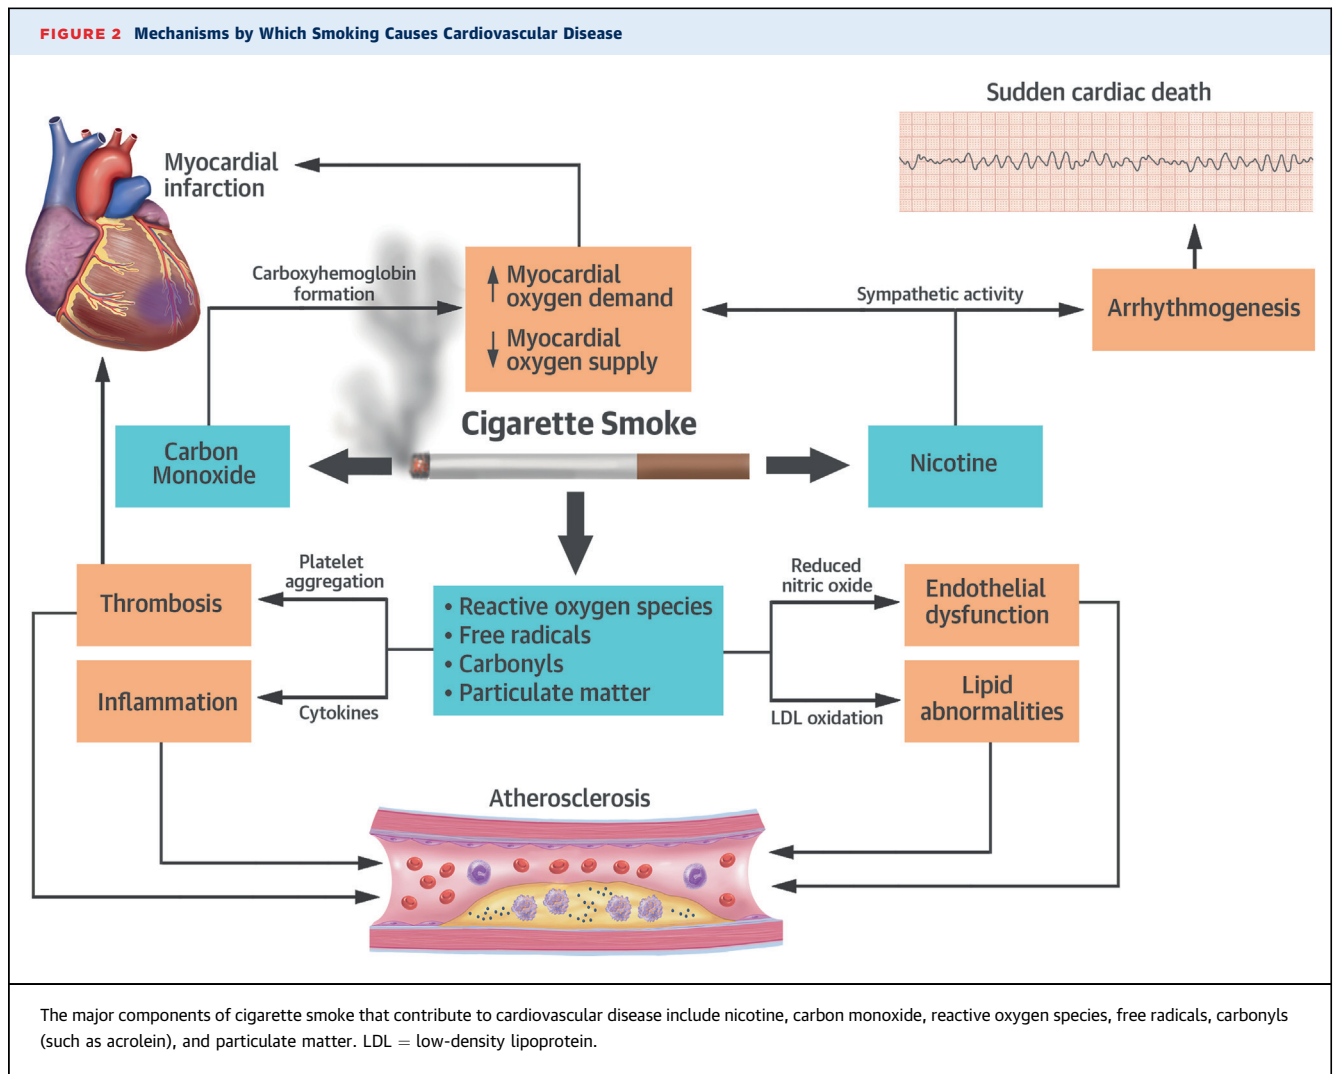 FIGURE 2 Mechanisms by Which Smoking Causes Cardiovascular Disease
Sudden cardiac death
Myocardial
infarction
Carboxyhemoglobin
formation
↑ Myocardial
oxygen demand
↓ Myocardial
oxygen supply
Sympathetic activity
Arrhythmogenesis
Cigarette Smoke
Carbon
Monoxide
Nicotine
Platelet
aggregation
Thrombosis
Inflammation
Cytokines
• Reactive oxygen species
• Free radicals
• Carbonyls
• Particulate matter
Reduced
nitric oxide
Endothelial
dysfunction
LDL oxidation
Lipid
abnormalities
Atherosclerosis
The major components of cigarette smoke that contribute to cardiovascular disease include nicotine, carbon monoxide, reactive oxygen species, free radicals, carbonyls
(such as acrolein), and particulate matter. LDL = low-density lipoprotein.